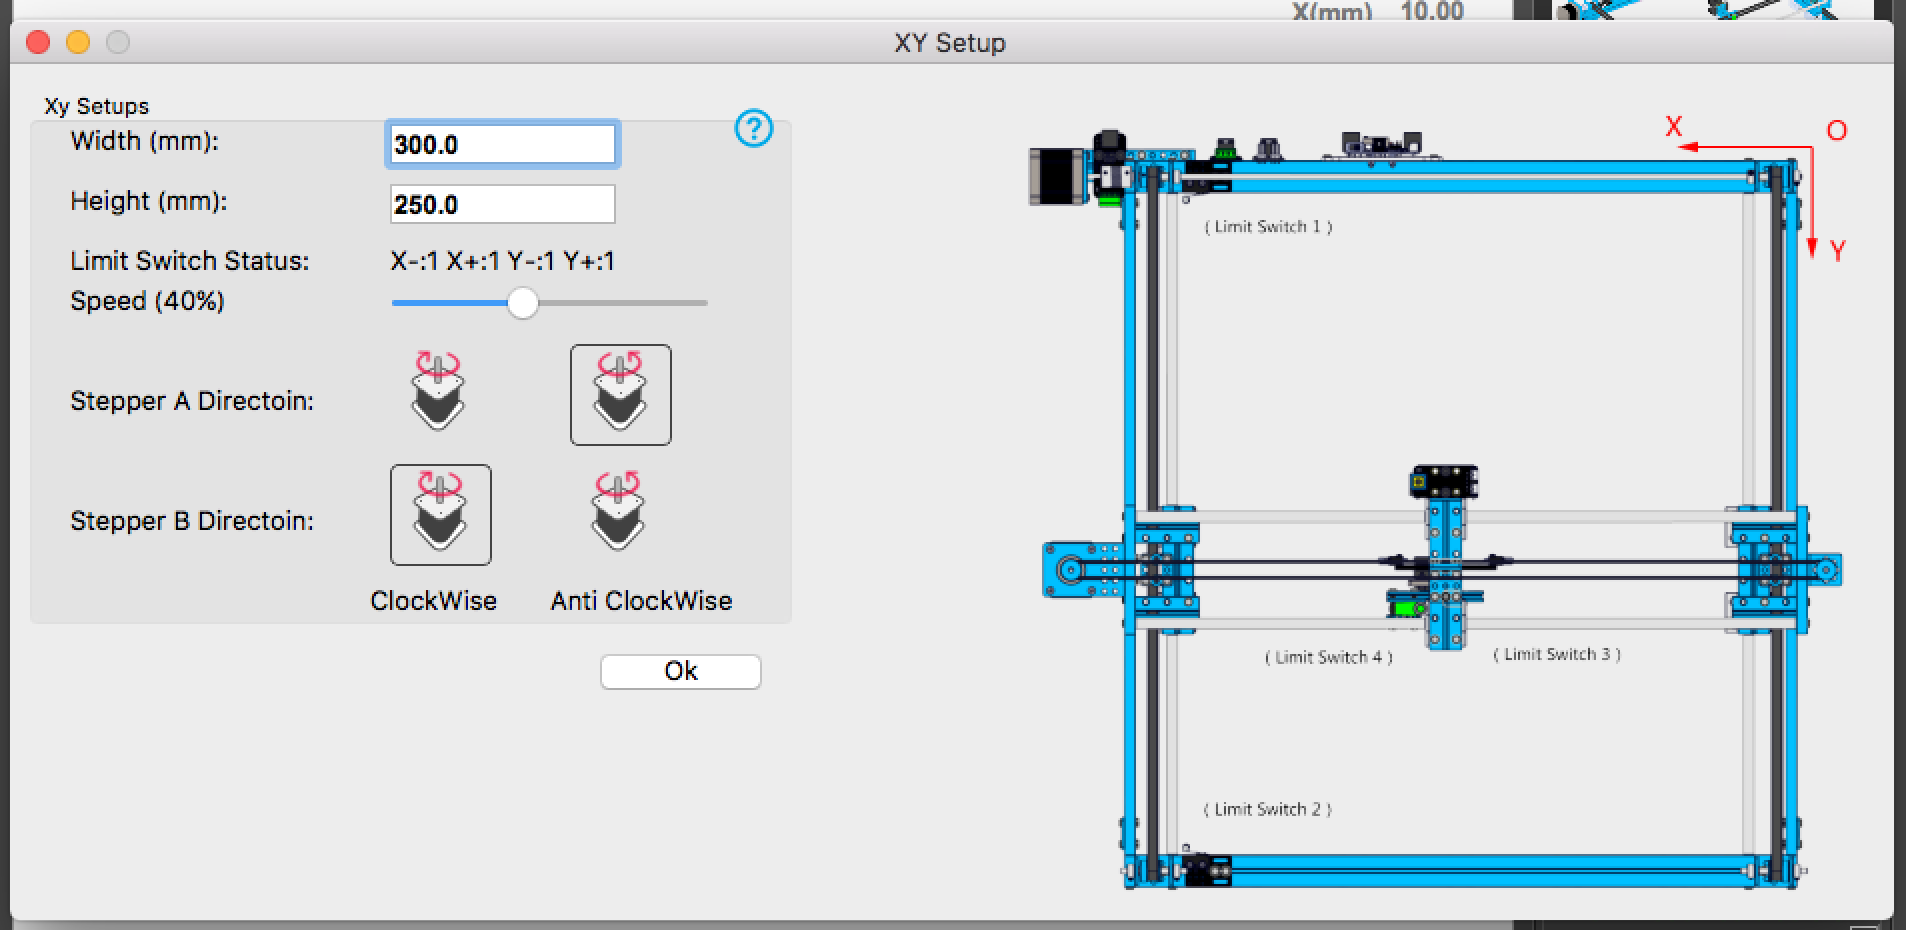 X(mm) 10.00
XY Setup
Xy Setups
Width (mm): 300.0
?
Height (mm): 250.0
Limit Switch Status: X-:1 X+:1 Y-:1 Y+:1
Speed (40%)
Stepper A Directoin:
Stepper B Directoin:
ClockWise Anti ClockWise
Ok
X O
Y
( Limit Switch 1 )
( Limit Switch 4 ) ( Limit Switch 3 )
( Limit Switch 2 )